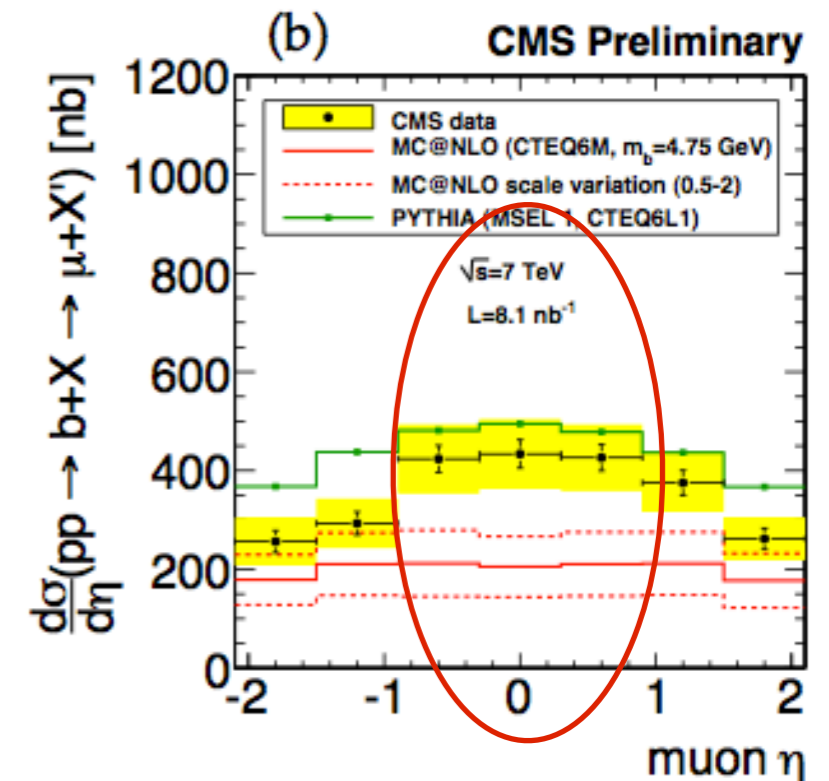 (b)
CMS Preliminary
dσ/dη(pp → b+X → μ+X') [nb]
1200
1000
800
600
400
200
0
CMS data
MC@NLO (CTEQ6M, m_b=4.75 GeV)
MC@NLO scale variation (0.5-2)
PYTHIA (MSEL 1, CTEQ6L1)
√s=7 TeV
L=8.1 nb⁻¹
-2 -1 0 1 2
muon η